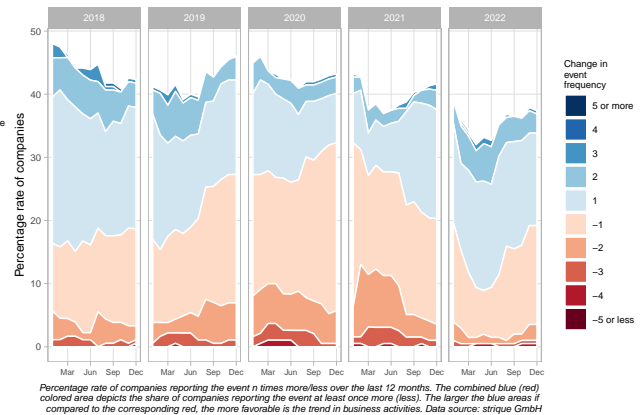 2018 2019 2020 2021 2022
Percentage rate of companies
50
40
30
20
10
0
Mar Jun Sep Dec Mar Jun Sep Dec Mar Jun Sep Dec Mar Jun Sep Dec Mar Jun Sep Dec
Change in
event
frequency
5 or more
4
3
2
1
−1
−2
−3
−4
−5 or less
Percentage rate of companies reporting the event n times more/less over the last 12 months. The combined blue (red)
colored area depicts the share of companies reporting the event at least once more (less). The larger the blue areas if
compared to the corresponding red, the more favorable is the trend in business activities. Data source: strique GmbH